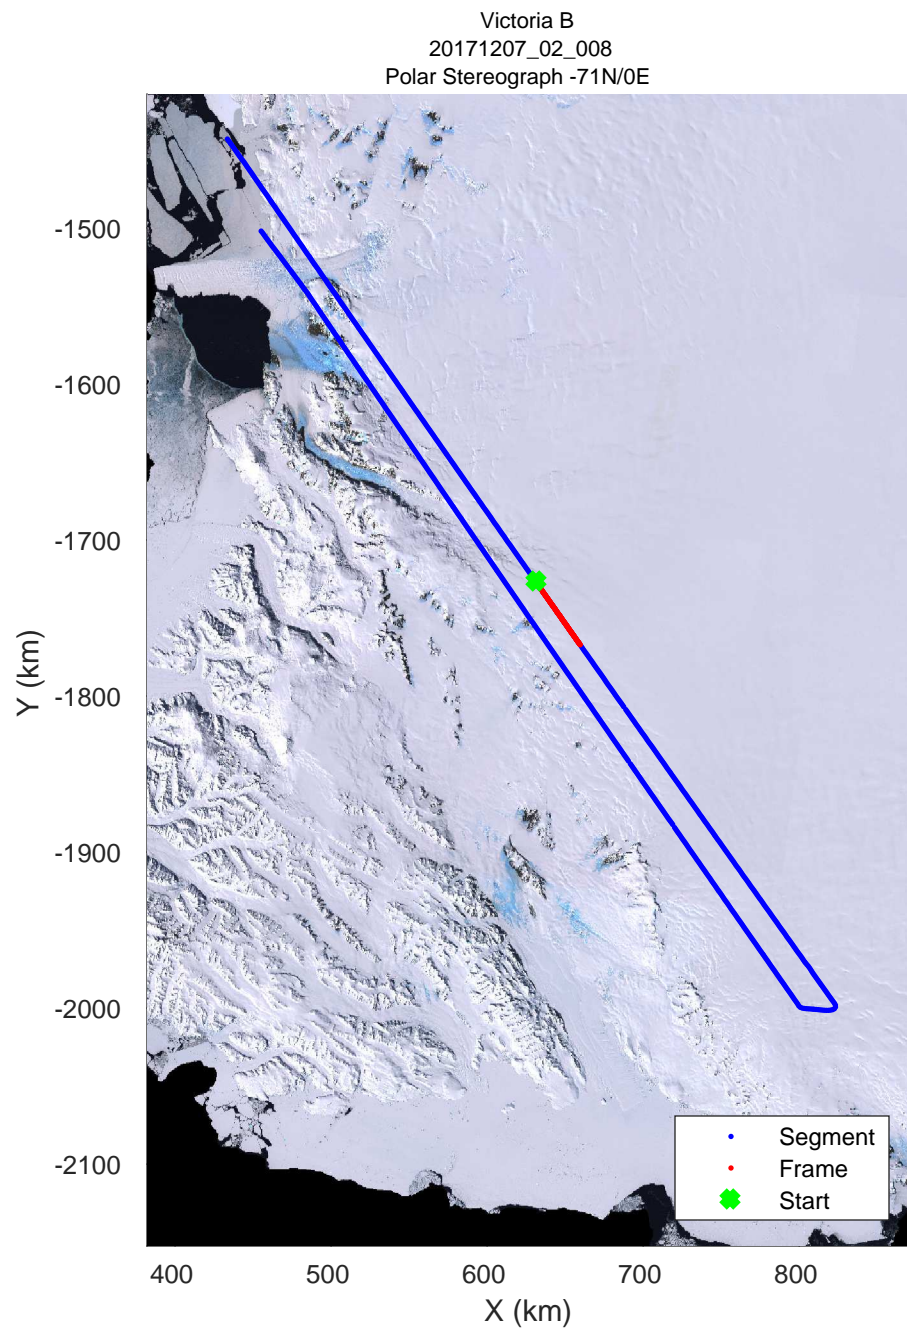 Victoria B
20171207_02_008
Polar Stereograph -71N/0E
-1500
-1600
-1700
-1800
-1900
-2000
-2100
Y (km)
400
500
600
700
800
X (km)
Segment
Frame
Start